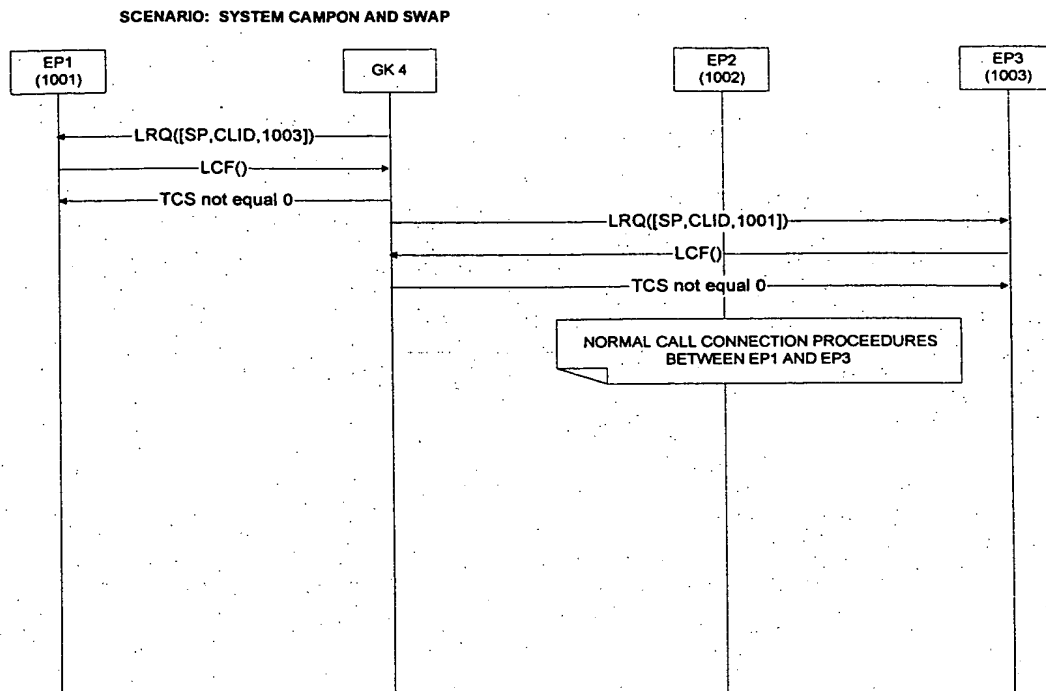 SCENARIO: SYSTEM CAMPON AND SWAP
EP1
(1001)
GK 4
EP2
(1002)
EP3
(1003)
LRQ([SP,CLID,1003])
LCF()
TCS not equal 0
LRQ([SP,CLID,1001])
LCF()
TCS not equal 0
NORMAL CALL CONNECTION PROCEEDURES
BETWEEN EP1 AND EP3